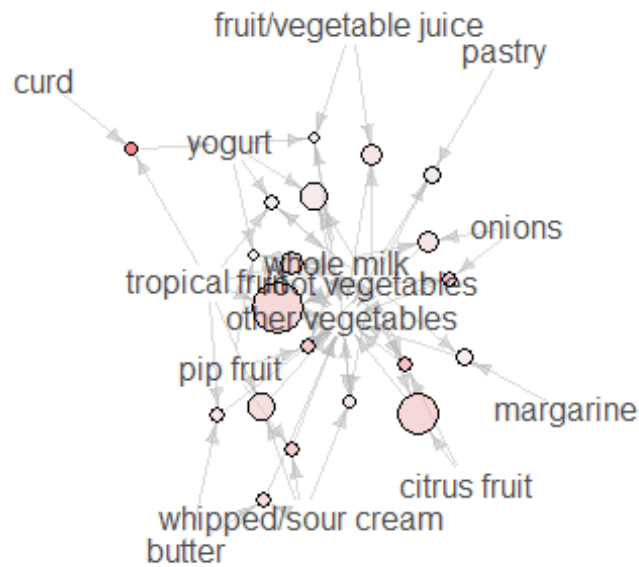 fruit/vegetable juice
pastry
curd
yogurt
onions
whole milk
tropical fruit
root vegetables
other vegetables
pip fruit
margarine
citrus fruit
whipped/sour cream
butter